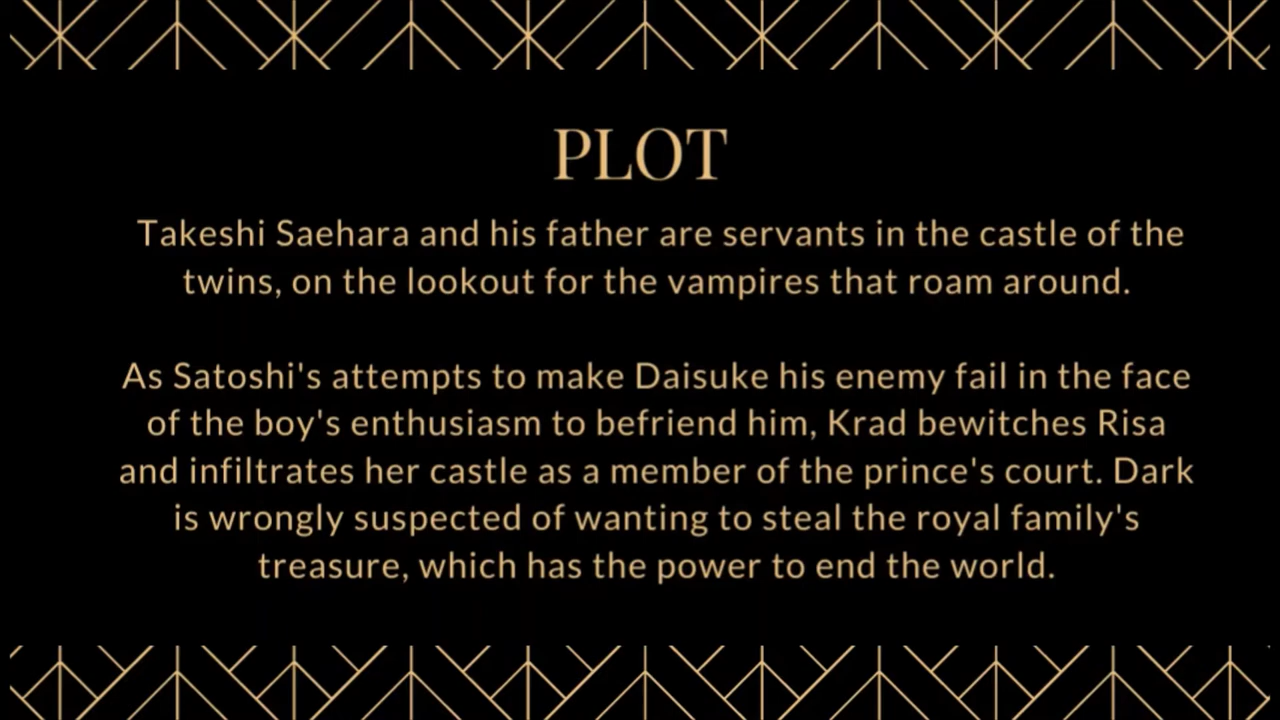 PLOT
Takeshi Saehara and his father are servants in the castle of the
twins, on the lookout for the vampires that roam around.
As Satoshi's attempts to make Daisuke his enemy fail in the face
of the boy's enthusiasm to befriend him, Krad bewitches Risa
and infiltrates her castle as a member of the prince's court. Dark
is wrongly suspected of wanting to steal the royal family's
treasure, which has the power to end the world.